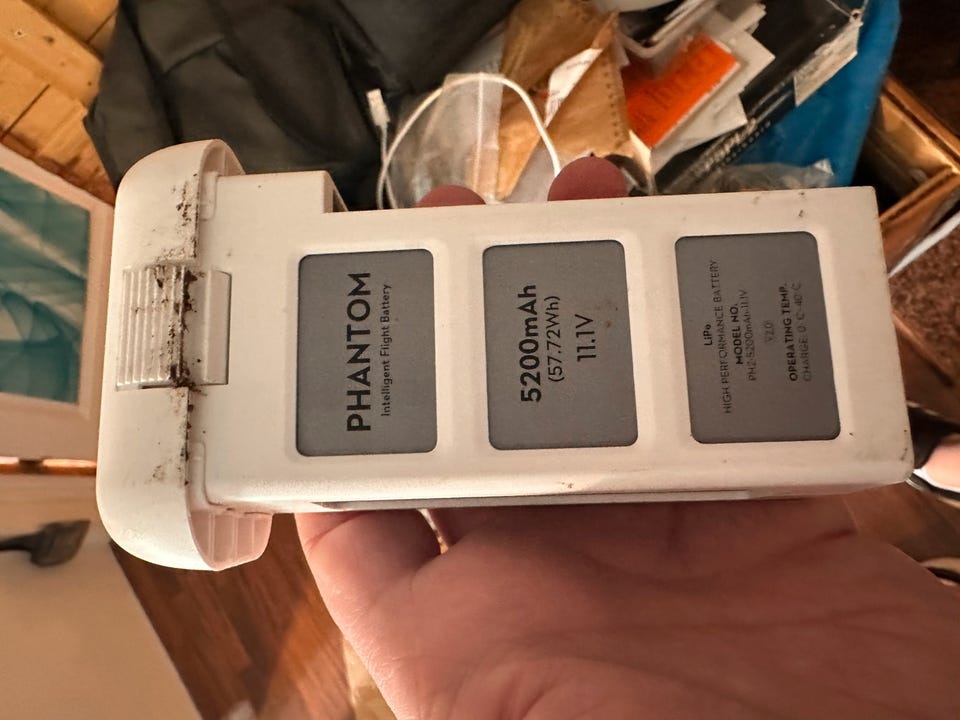 PHANTOM
Intelligent Flight Battery
5200mAh
(57.72Wh)
11.1V
LiPo
HIGH PERFORMANCE BATTERY
MODEL NO.
PH2-5200mAh-11.1V
V2.0
OPERATING TEMP.
CHARGE: 0°C-40°C